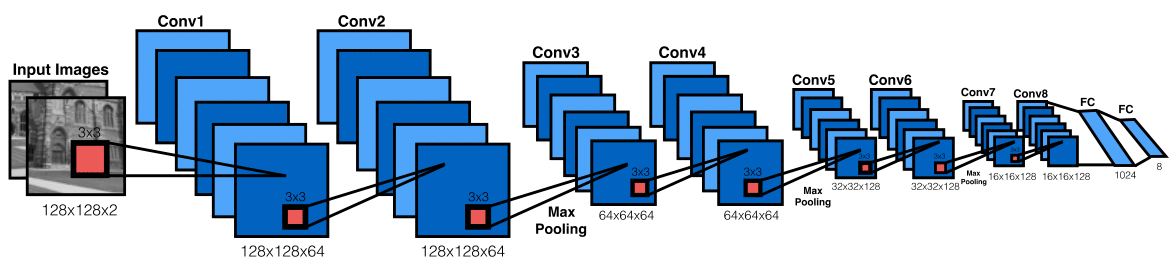 Input Images
3x3
128x128x2
Conv1
3x3
128x128x64
Conv2
3x3
128x128x64
Max
Pooling
Conv3
3x3
64x64x64
Conv4
3x3
64x64x64
Max
Pooling
Conv5
3x3
32x32x128
Conv6
3x3
32x32x128
Max
Pooling
Conv7
3x3
16x16x128
Conv8
16x16x128
FC
1024
FC
8